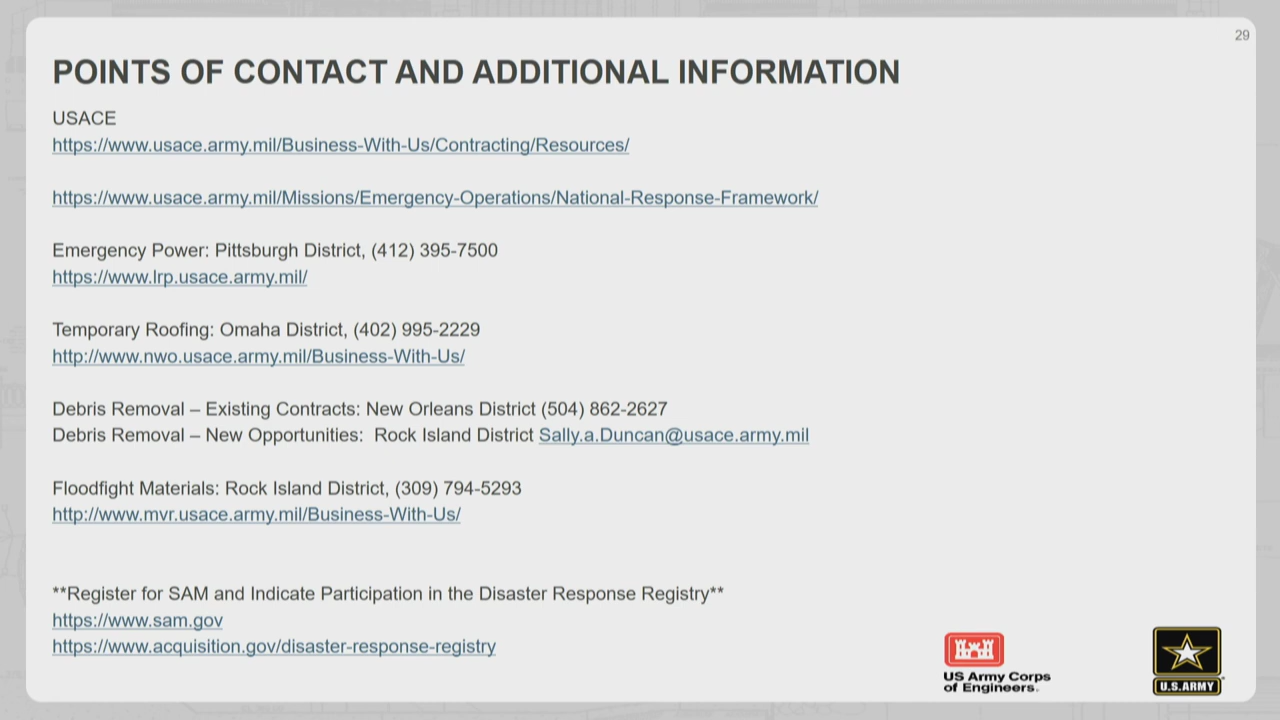 29
POINTS OF CONTACT AND ADDITIONAL INFORMATION
USACE
https://www.usace.army.mil/Business-With-Us/Contracting/Resources/
https://www.usace.army.mil/Missions/Emergency-Operations/National-Response-Framework/
Emergency Power: Pittsburgh District, (412) 395-7500
https://www.lrp.usace.army.mil/
Temporary Roofing: Omaha District, (402) 995-2229
http://www.nwo.usace.army.mil/Business-With-Us/
Debris Removal – Existing Contracts: New Orleans District (504) 862-2627
Debris Removal – New Opportunities:  Rock Island District Sally.a.Duncan@usace.army.mil
Floodfight Materials: Rock Island District, (309) 794-5293
http://www.mvr.usace.army.mil/Business-With-Us/
**Register for SAM and Indicate Participation in the Disaster Response Registry**
https://www.sam.gov
https://www.acquisition.gov/disaster-response-registry
US Army Corps
of Engineers.
U.S.ARMY